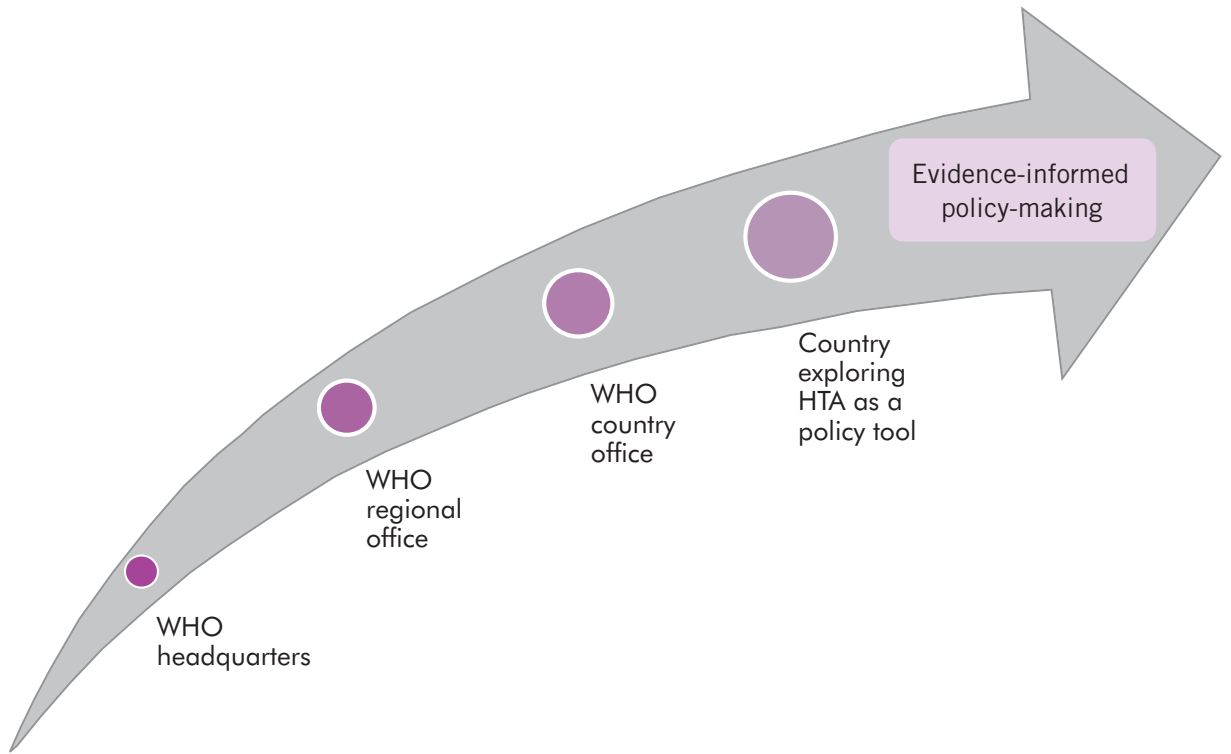 Evidence-informed
policy-making
Country
exploring
HTA as a
policy tool
WHO
country
office
WHO
regional
office
WHO
headquarters